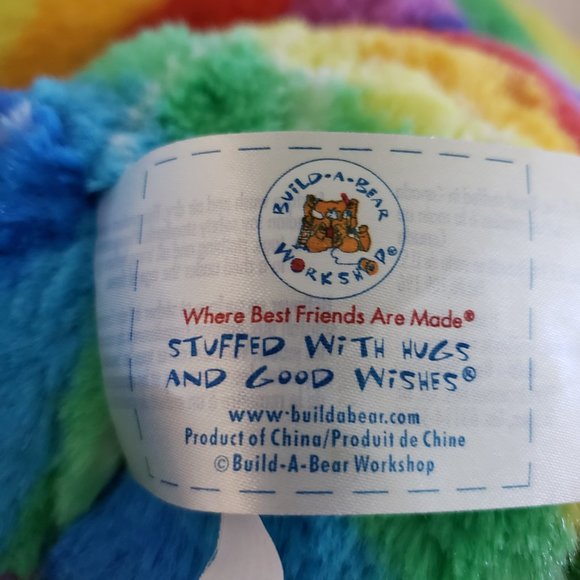 BUILD-A-BEAR
WORKSHOP®
Where Best Friends Are Made®
STUFFED WITH HUGS
AND GOOD WISHES®
www.buildabear.com
Product of China/Produit de Chine
©Build-A-Bear Workshop